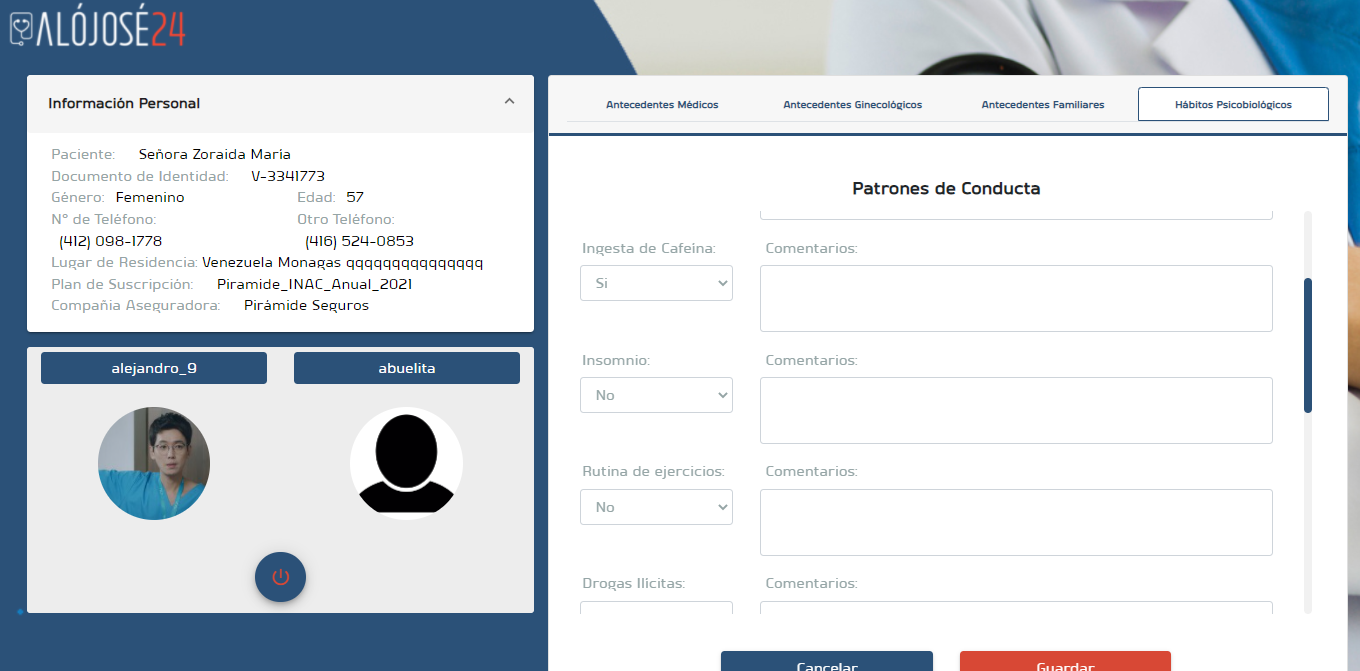 ALÓJOSÉ24
Información Personal
Paciente: Señora Zoraida María
Documento de Identidad: V-3341773
Género: Femenino Edad: 57
N° de Teléfono: Otro Teléfono:
(412) 098-1778 (416) 524-0853
Lugar de Residencia: Venezuela Monagas qqqqqqqqqqqqqqq
Plan de Suscripción: Piramide_INAC_Anual_2021
Compañia Aseguradora: Pirámide Seguros
alejandro_9 abuelita
Antecedentes Médicos Antecedentes Ginecológicos Antecedentes Familiares Hábitos Psicobiológicos
Patrones de Conducta
Ingesta de Cafeína: Comentarios:
Si
Insomnio: Comentarios:
No
Rutina de ejercicios: Comentarios:
No
Drogas Ilícitas: Comentarios:
Cancelar Guardar